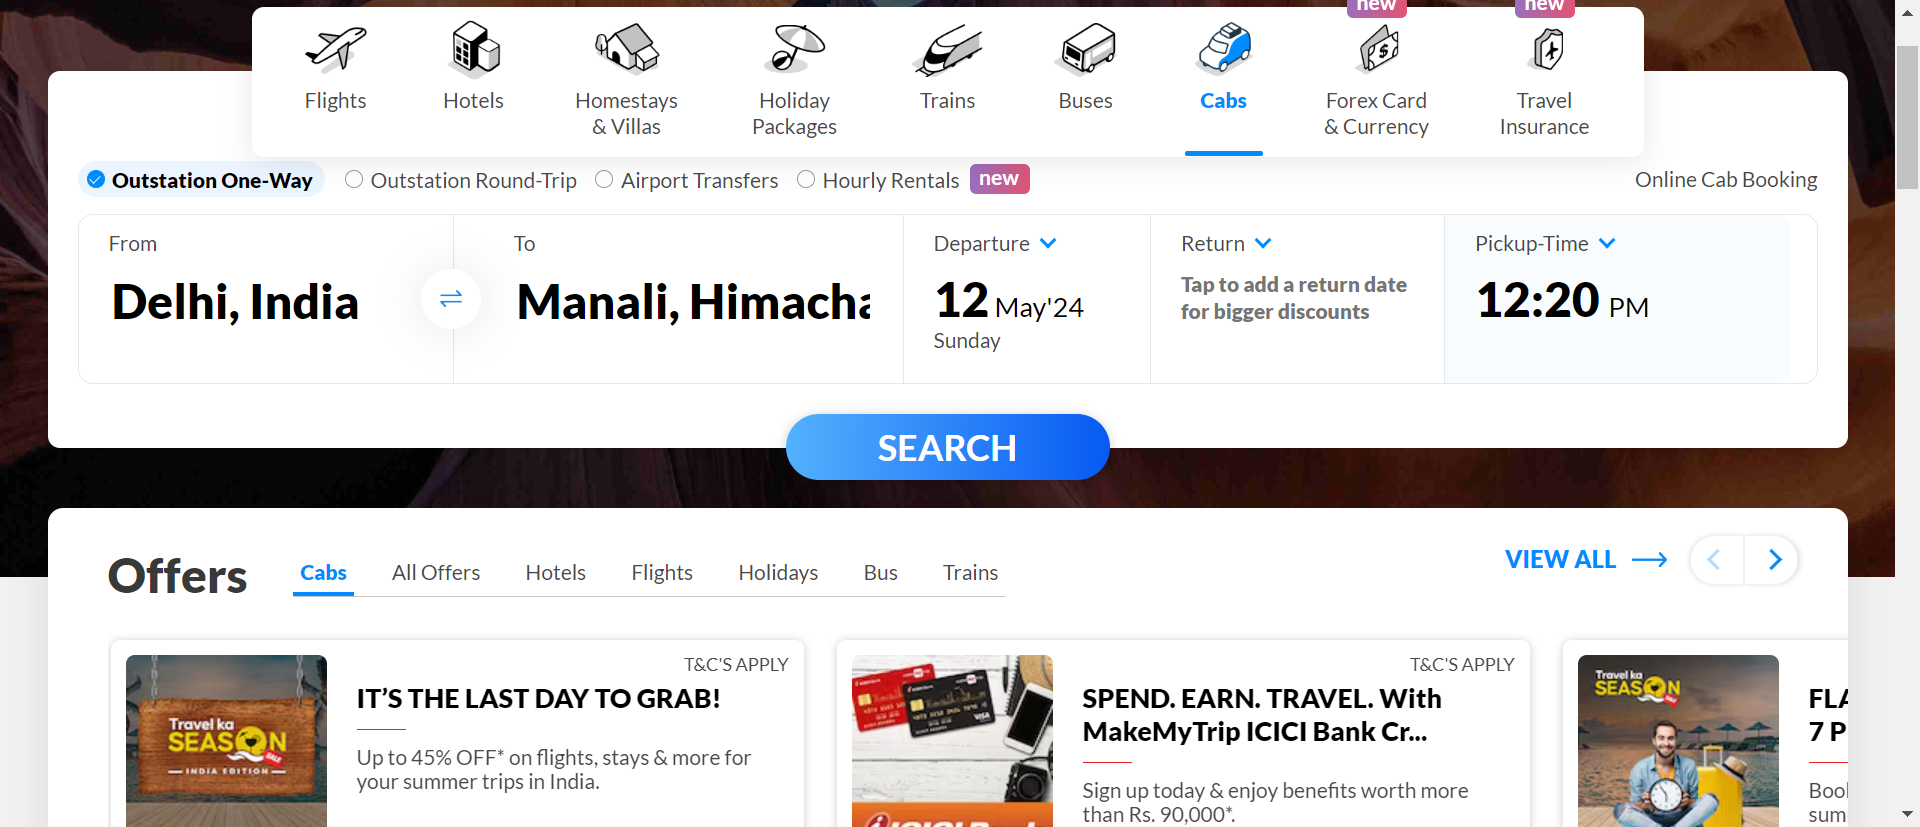 new
new
Flights
Hotels
Homestays
& Villas
Holiday
Packages
Trains
Buses
Cabs
Forex Card
& Currency
Travel
Insurance
Outstation One-Way
Outstation Round-Trip
Airport Transfers
Hourly Rentals
new
Online Cab Booking
From
Delhi, India
To
Manali, Himacha
Departure
12 May'24
Sunday
Return
Tap to add a return date
for bigger discounts
Pickup-Time
12:20 PM
SEARCH
Offers
Cabs
All Offers
Hotels
Flights
Holidays
Bus
Trains
VIEW ALL
Travel ka
SEASON
SALE
INDIA EDITION
T&C'S APPLY
IT’S THE LAST DAY TO GRAB!
Up to 45% OFF* on flights, stays & more for
your summer trips in India.
VISA
T&C'S APPLY
SPEND. EARN. TRAVEL. With
MakeMyTrip ICICI Bank Cr...
Sign up today & enjoy benefits worth more
than Rs. 90,000*.
Travel ka
SEASON
SALE
FLA
7 P
Book
sum